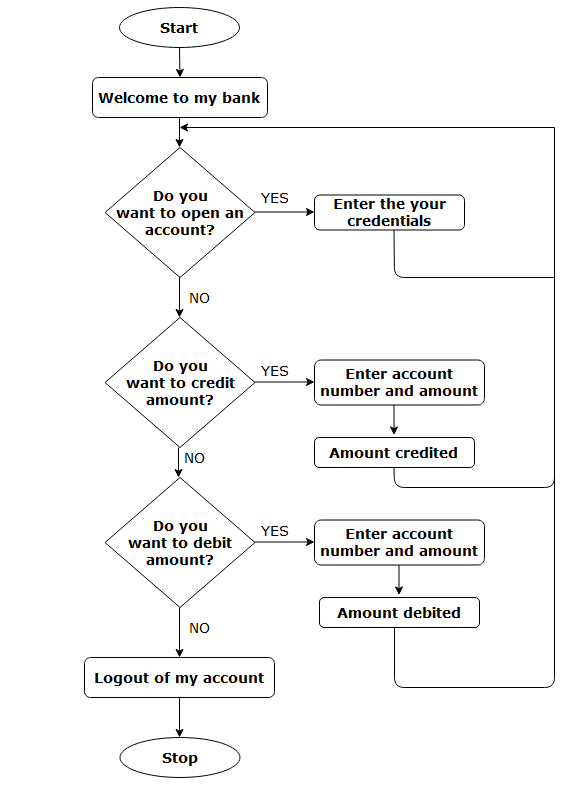 Start
Welcome to my bank
Do you
want to open an
account?
YES
Enter the your
credentials
NO
Do you
want to credit
amount?
YES
Enter account
number and amount
Amount credited
NO
Do you
want to debit
amount?
YES
Enter account
number and amount
Amount debited
NO
Logout of my account
Stop